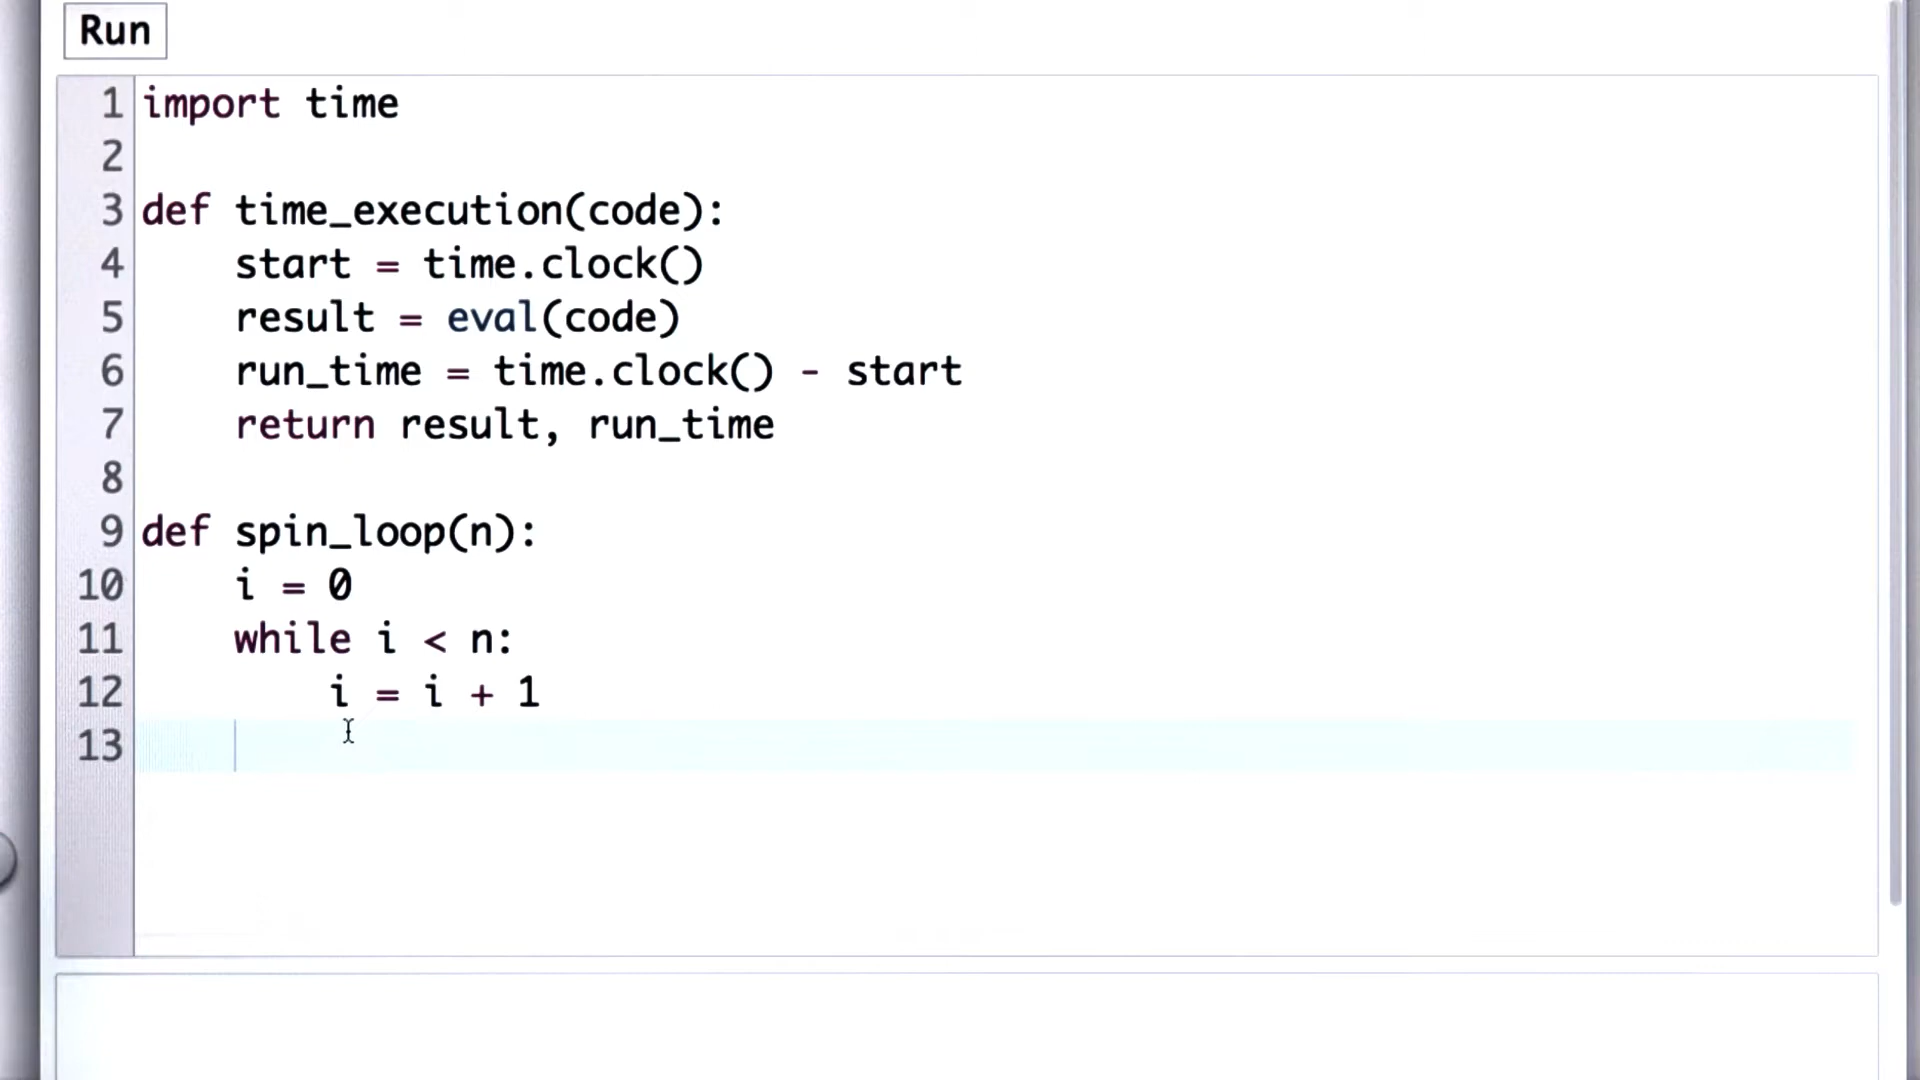 Run
1 import time
2
3 def time_execution(code):
4     start = time.clock()
5     result = eval(code)
6     run_time = time.clock() - start
7     return result, run_time
8
9 def spin_loop(n):
10     i = 0
11     while i < n:
12         i = i + 1
13